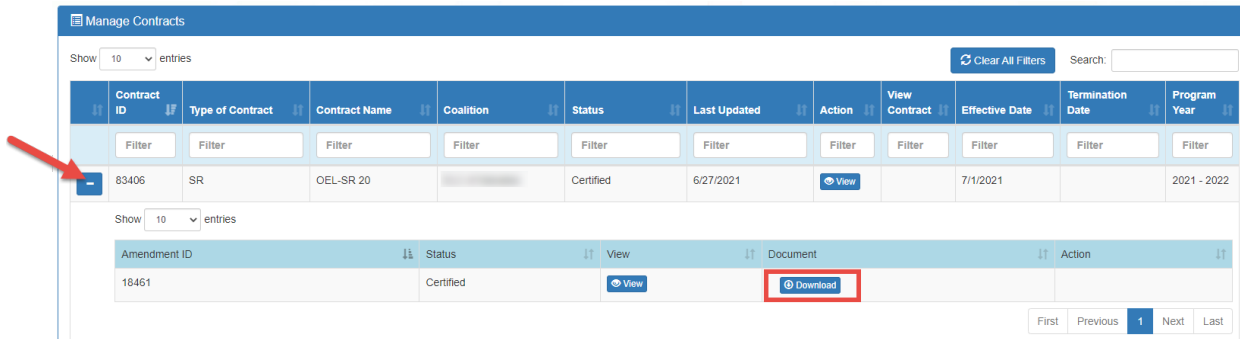 Manage Contracts
Show 10 entries Clear All Filters Search:
Contract ID Type of Contract Contract Name Coalition Status Last Updated Action View Contract Effective Date Termination Date Program Year
Filter Filter Filter Filter Filter Filter Filter Filter Filter Filter Filter
83406 SR OEL-SR 20 Certified 6/27/2021 View 7/1/2021 2021 - 2022
Show 10 entries
Amendment ID Status View Document Action
18461 Certified View Download
First Previous 1 Next Last